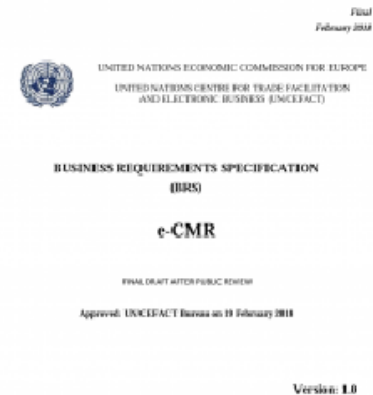 Final
February 2018
UNITED NATIONS ECONOMIC COMMISSION FOR EUROPE
UNITED NATIONS CENTRE FOR TRADE FACILITATION
AND ELECTRONIC BUSINESS (UN/CEFACT)
BUSINESS REQUIREMENTS SPECIFICATION
(BRS)
e-CMR
FINAL DRAFT AFTER PUBLIC REVIEW
Approved: UN/CEFACT Bureau on 19 February 2018
Version: 1.0